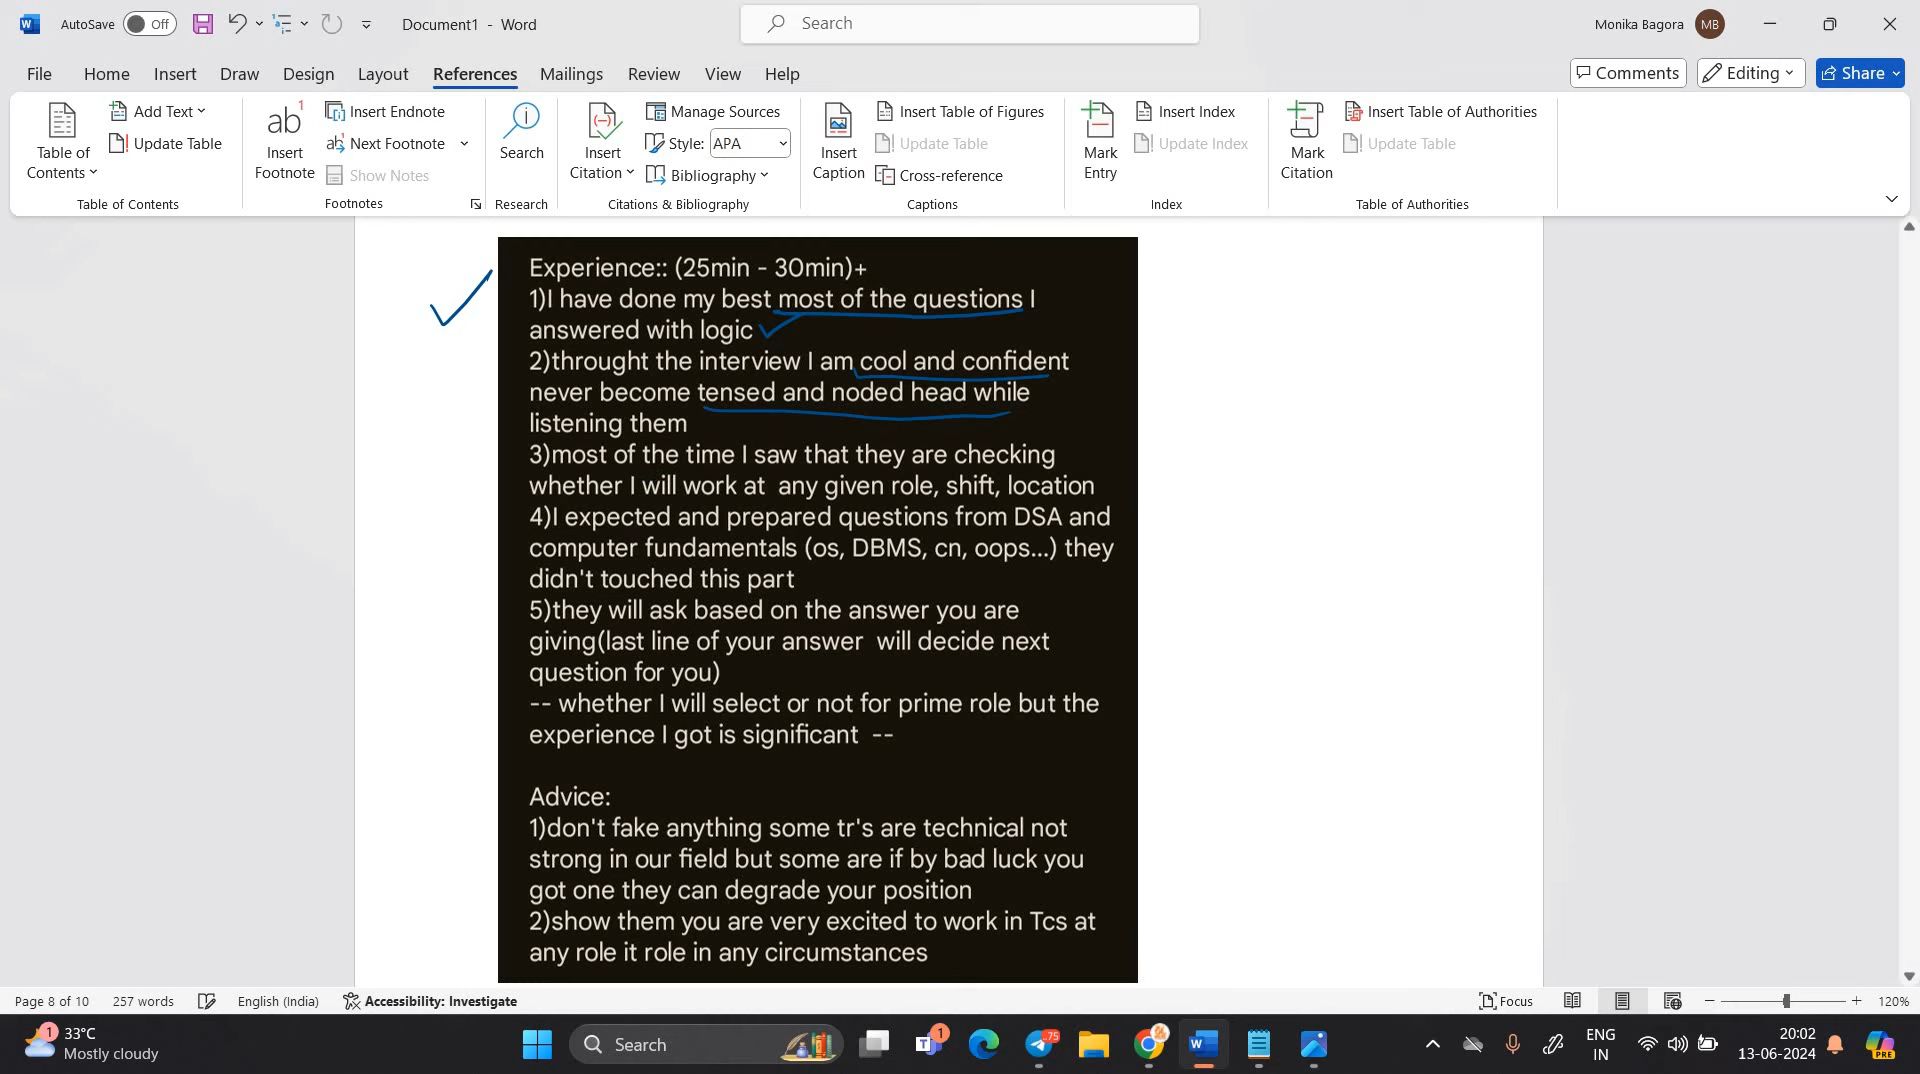 AutoSave Off Document1 - Word Search Monika Bagora MB
File Home Insert Draw Design Layout References Mailings Review View Help Comments Editing Share
Table of Contents
Add Text
Update Table
Table of Contents
ab 1
Insert Footnote
Insert Endnote
Next Footnote
Show Notes
Footnotes
Search
Research
Insert Citation
Manage Sources
Style: APA
Bibliography
Citations & Bibliography
Insert Caption
Insert Table of Figures
Update Table
Cross-reference
Captions
Mark Entry
Insert Index
Update Index
Index
Mark Citation
Insert Table of Authorities
Update Table
Table of Authorities
Experience:: (25min - 30min)+
1)I have done my best most of the questions I
answered with logic
2)throught the interview I am cool and confident
never become tensed and noded head while
listening them
3)most of the time I saw that they are checking
whether I will work at any given role, shift, location
4)I expected and prepared questions from DSA and
computer fundamentals (os, DBMS, cn, oops...) they
didn't touched this part
5)they will ask based on the answer you are
giving(last line of your answer will decide next
question for you)
-- whether I will select or not for prime role but the
experience I got is significant --
Advice:
1)don't fake anything some tr's are technical not
strong in our field but some are if by bad luck you
got one they can degrade your position
2)show them you are very excited to work in Tcs at
any role it role in any circumstances
Page 8 of 10 257 words English (India) Accessibility: Investigate Focus 120%
1 33°C
Mostly cloudy
Search
1
.75
ENG
IN
20:02
13-06-2024
PRE